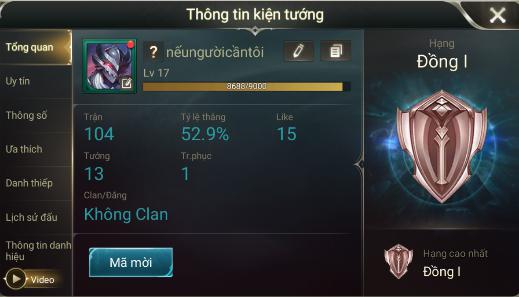 Thông tin kiện tướng
Tổng quan
Uy tín
Thông số
Ưa thích
Danh thiếp
Lịch sử đấu
Thông tin danh
hiệu
Video
? nếungườicầntôi
Lv 17
8688/9000
Trận Tỷ lệ thắng Like
104 52.9% 15
Tướng Tr.phục
13 1
Clan/Đảng
Không Clan
Mã mời
Hạng
Đồng I
Hạng cao nhất
Đồng I